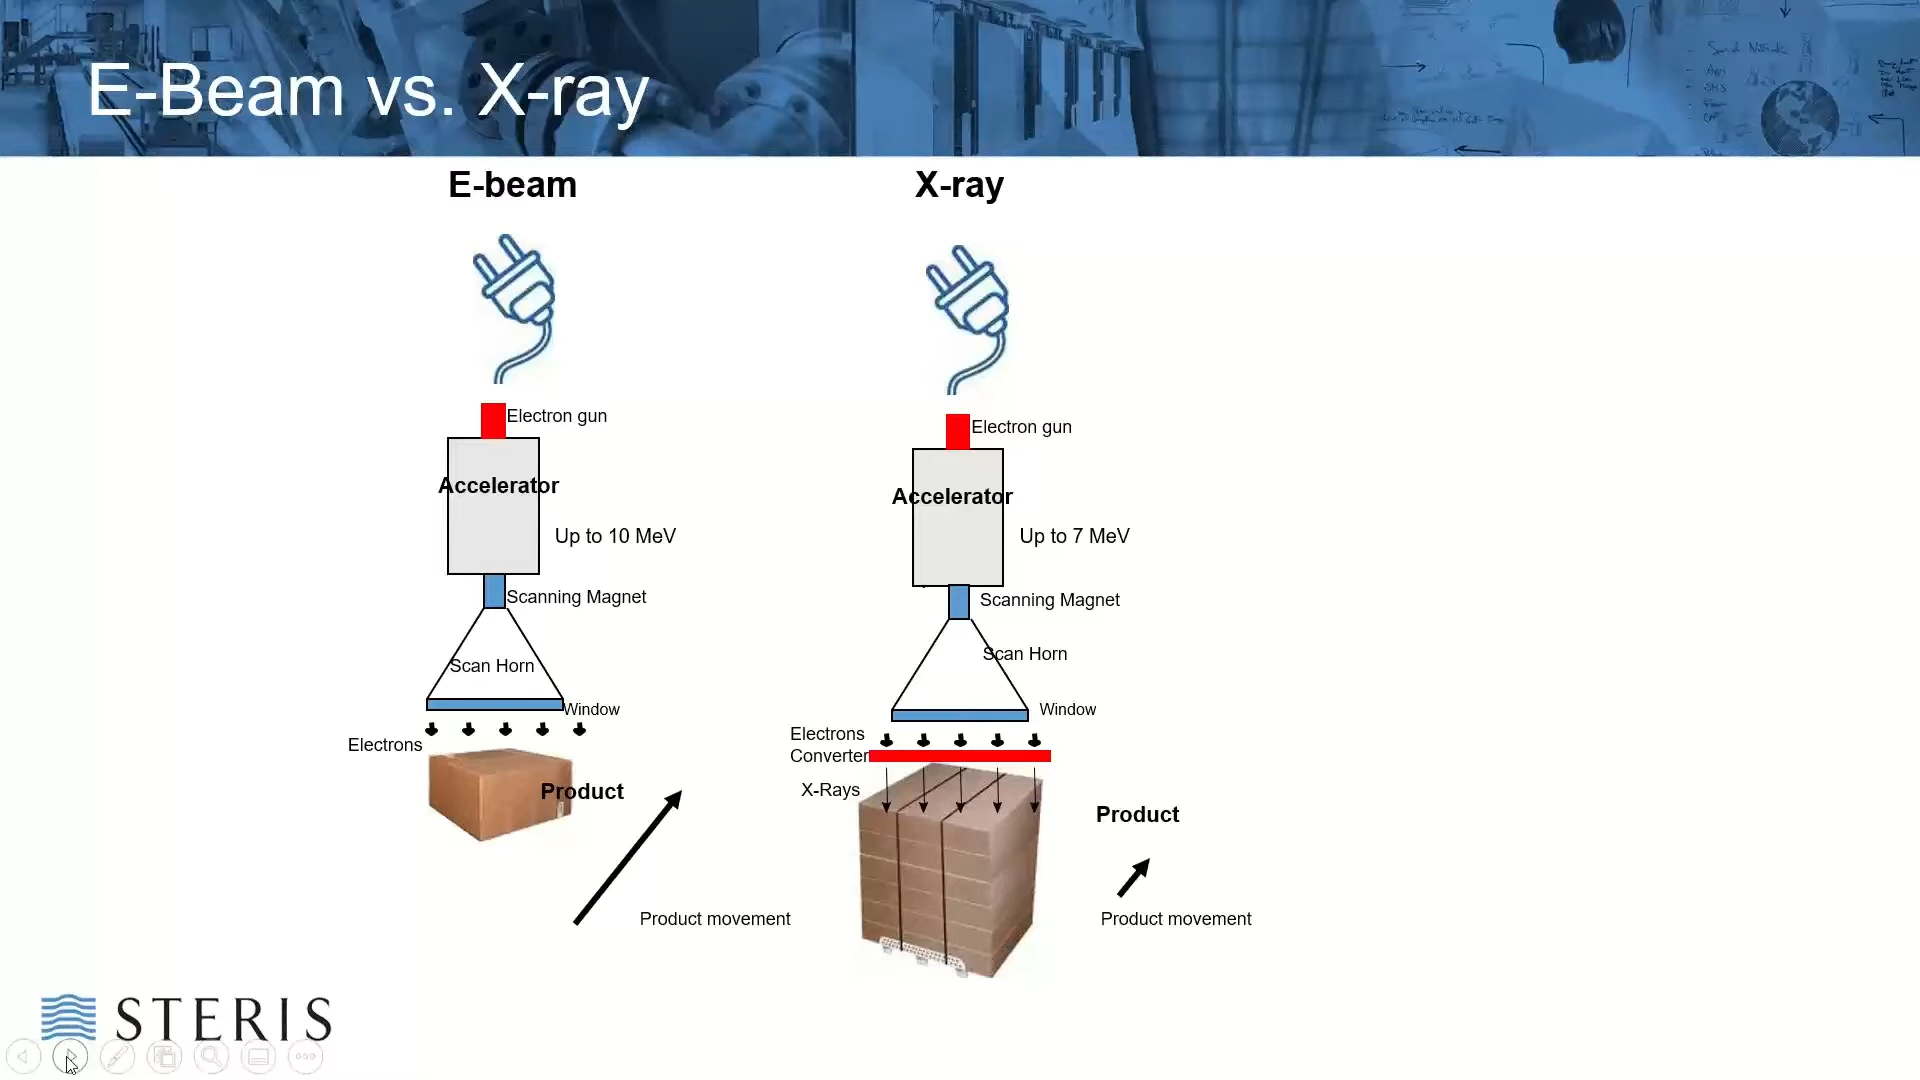 E-Beam vs. X-ray
E-beam
Electron gun
Accelerator
Up to 10 MeV
Scanning Magnet
Scan Horn
Window
Electrons
Product
Product movement
X-ray
Electron gun
Accelerator
Up to 7 MeV
Scanning Magnet
Scan Horn
Window
Electrons
Converter
X-Rays
Product
Product movement
STERIS